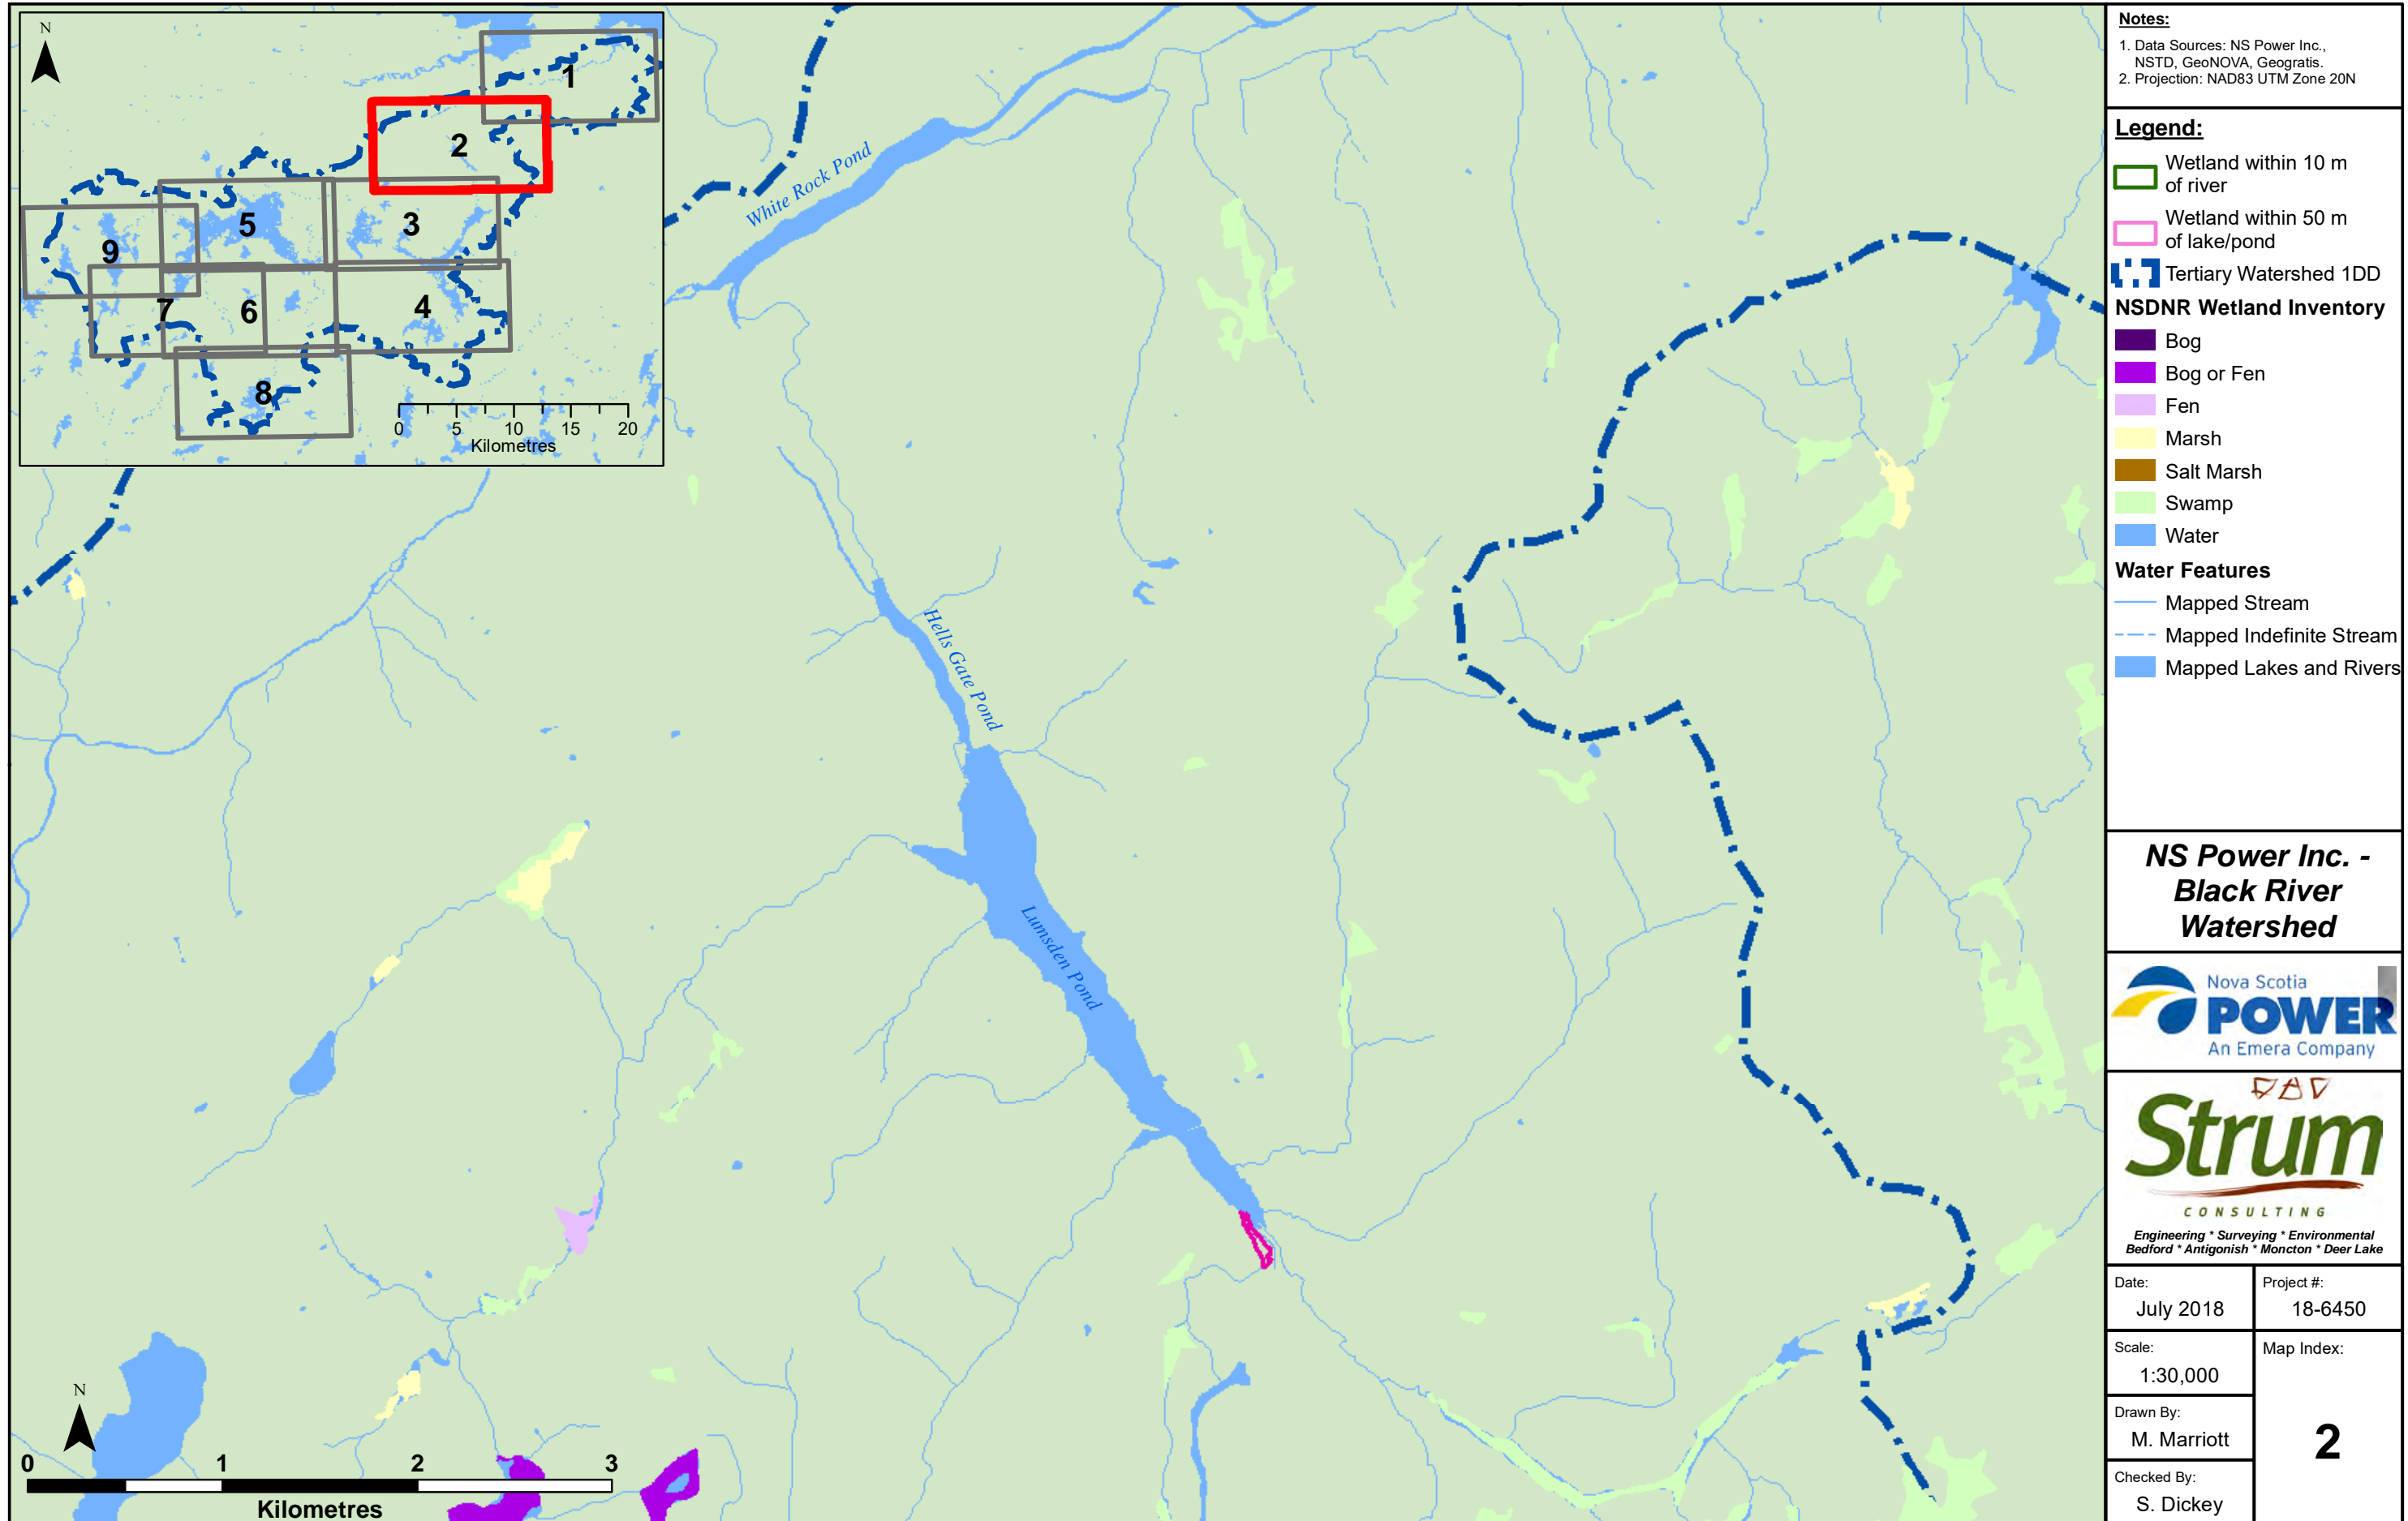 N
1
2
3
4
5
6
7
8
9
0 5 10 15 20
Kilometres
White Rock Pond
Hells Gate Pond
Lumsden Pond
N
0 1 2 3
Kilometres
Notes:
1. Data Sources: NS Power Inc.,
NSTD, GeoNOVA, Geogratis.
2. Projection: NAD83 UTM Zone 20N
Legend:
Wetland within 10 m
of river
Wetland within 50 m
of lake/pond
Tertiary Watershed 1DD
NSDNR Wetland Inventory
Bog
Bog or Fen
Fen
Marsh
Salt Marsh
Swamp
Water
Water Features
Mapped Stream
Mapped Indefinite Stream
Mapped Lakes and Rivers
NS Power Inc. -
Black River
Watershed
Nova Scotia
POWER
An Emera Company
Strum
CONSULTING
Engineering * Surveying * Environmental
Bedford * Antigonish * Moncton * Deer Lake
Date:
July 2018
Project #:
18-6450
Scale:
1:30,000
Map Index:
2
Drawn By:
M. Marriott
Checked By:
S. Dickey